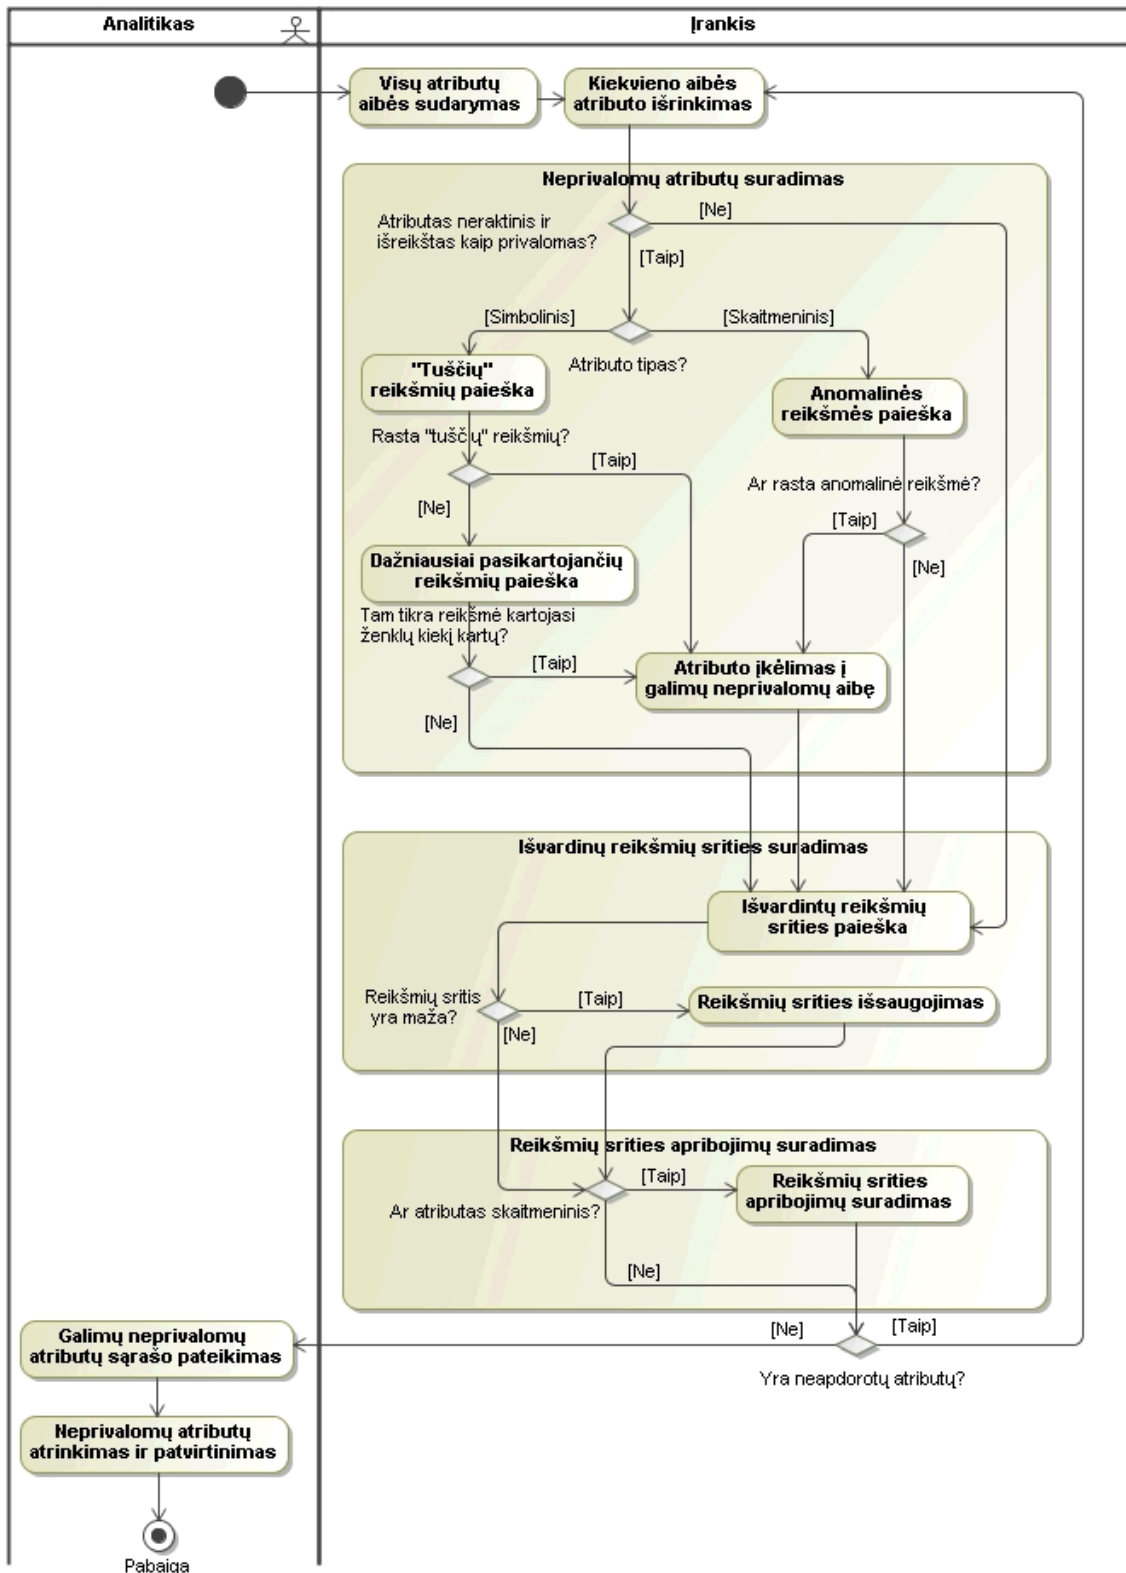 Analitikas
Įrankis
Visų atributų
aibės sudarymas
Kiekvieno aibės
atributo išrinkimas
Neprivalomų atributų suradimas
Atributas neraktinis ir
išreikštas kaip privalomas?
[Ne]
[Taip]
[Simbolinis]
[Skaitmeninis]
Atributo tipas?
"Tuščių"
reikšmių paieška
Anomalinės
reikšmės paieška
Rasta "tuščių" reikšmių?
[Taip]
[Ne]
Ar rasta anomalinė reikšmė?
[Taip]
[Ne]
Dažniausiai pasikartojančių
reikšmių paieška
Tam tikra reikšmė kartojasi
ženklų kiekį kartų?
[Taip]
[Ne]
Atributo įkėlimas į
galimų neprivalomų aibę
Išvardinų reikšmių srities suradimas
Išvardintų reikšmių
srities paieška
Reikšmių sritis
yra maža?
[Taip]
[Ne]
Reikšmių srities išsaugojimas
Reikšmių srities apribojimų suradimas
Ar atributas skaitmeninis?
[Taip]
[Ne]
Reikšmių srities
apribojimų suradimas
[Ne]
[Taip]
Yra neapdorotų atributų?
Galimų neprivalomų
atributų sąrašo pateikimas
Neprivalomų atributų
atrinkimas ir patvirtinimas
Pabaiga